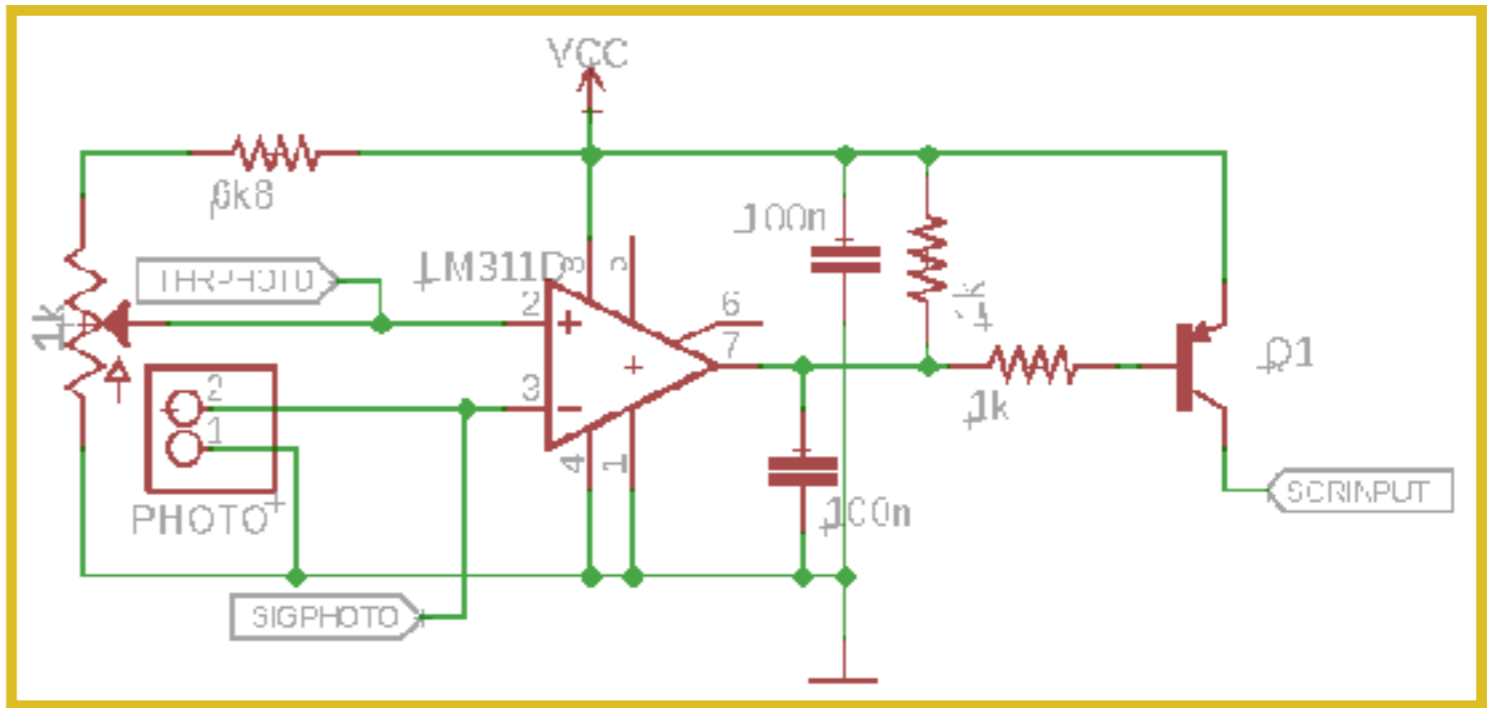 VCC
6k8
100n
THRPHOTO
LM311D
8
5
2
6
1k
7
1k
Q1
2
3
1k
1
4
1
100n
PHOTO
SCRINPUT
SIGPHOTO